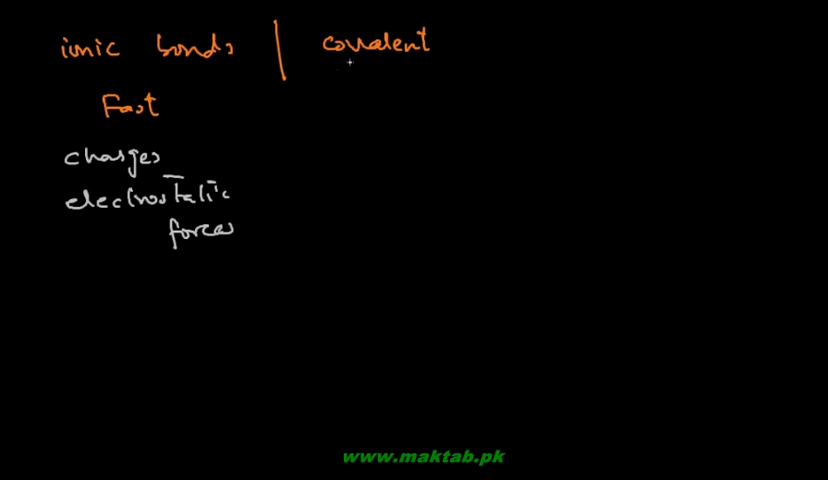 ionic bonds | covalent
Fast
charges
electrostatic
forces
www.maktab.pk